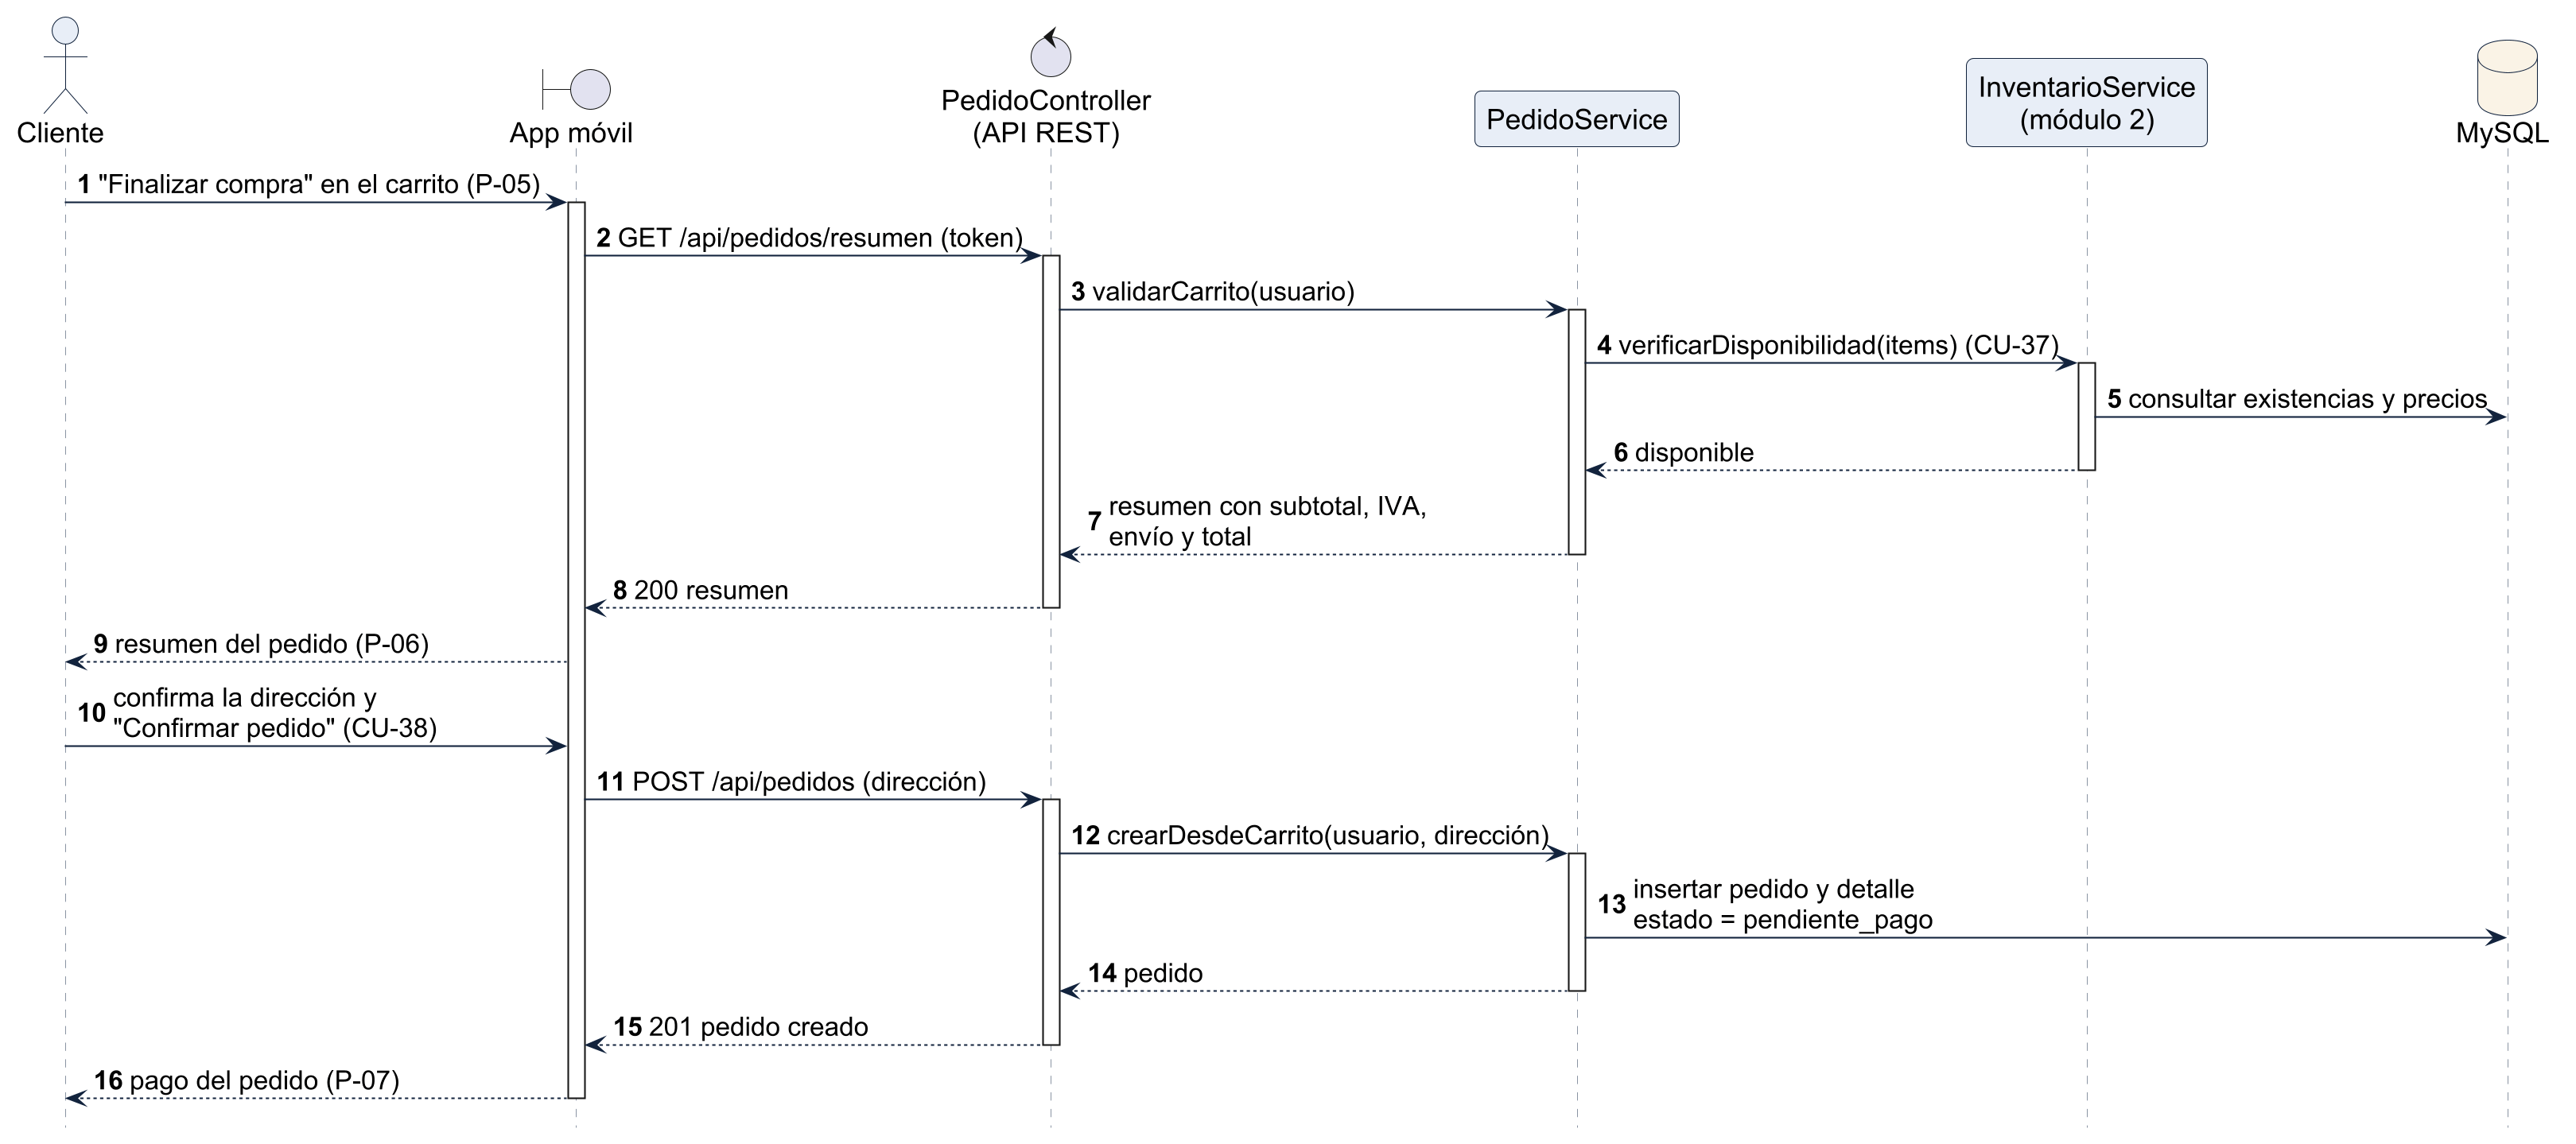 Cliente
App móvil
PedidoController
(API REST)
PedidoService
InventarioService
(módulo 2)
MySQL
1 "Finalizar compra" en el carrito (P-05)
2 GET /api/pedidos/resumen (token)
3 validarCarrito(usuario)
4 verificarDisponibilidad(items) (CU-37)
5 consultar existencias y precios
6 disponible
7 resumen con subtotal, IVA,
envío y total
8 200 resumen
9 resumen del pedido (P-06)
10 confirma la dirección y
"Confirmar pedido" (CU-38)
11 POST /api/pedidos (dirección)
12 crearDesdeCarrito(usuario, dirección)
13 insertar pedido y detalle
estado = pendiente_pago
14 pedido
15 201 pedido creado
16 pago del pedido (P-07)